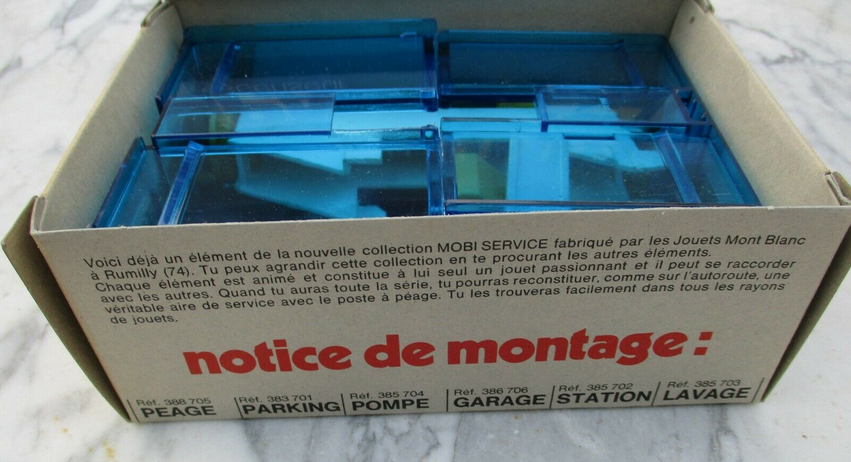 Voici déjà un élément de la nouvelle collection MOBI SERVICE fabriqué par les Jouets Mont Blanc
à Rumilly (74). Tu peux agrandir cette collection en te procurant les autres éléments.
Chaque élément est animé et constitue à lui seul un jouet passionnant et il peut se raccorder
avec les autres. Quand tu auras toute la série, tu pourras reconstituer, comme sur l'autoroute, une
véritable aire de service avec le poste à péage. Tu les trouveras facilement dans tous les rayons
de jouets.
notice de montage :
Réf. 388 705 Réf. 383 701 Réf. 385 704 Réf. 386 706 Réf. 385 702 Réf. 385 703
PEAGE PARKING POMPE GARAGE STATION LAVAGE